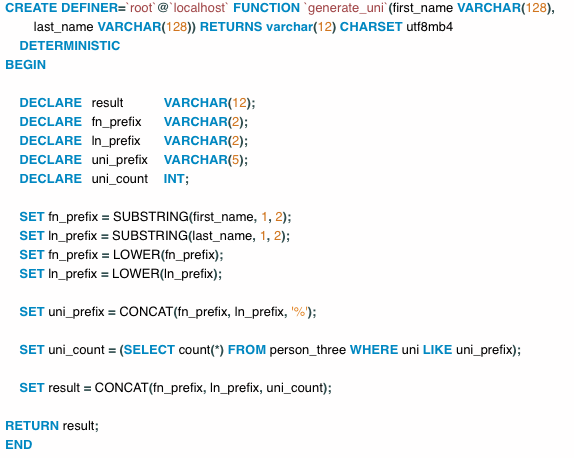 CREATE DEFINER=`root`@`localhost` FUNCTION `generate_uni`(first_name VARCHAR(128),
last_name VARCHAR(128)) RETURNS varchar(12) CHARSET utf8mb4
DETERMINISTIC
BEGIN
DECLARE result VARCHAR(12);
DECLARE fn_prefix VARCHAR(2);
DECLARE ln_prefix VARCHAR(2);
DECLARE uni_prefix VARCHAR(5);
DECLARE uni_count INT;
SET fn_prefix = SUBSTRING(first_name, 1, 2);
SET ln_prefix = SUBSTRING(last_name, 1, 2);
SET fn_prefix = LOWER(fn_prefix);
SET ln_prefix = LOWER(ln_prefix);
SET uni_prefix = CONCAT(fn_prefix, ln_prefix, '%');
SET uni_count = (SELECT count(*) FROM person_three WHERE uni LIKE uni_prefix);
SET result = CONCAT(fn_prefix, ln_prefix, uni_count);
RETURN result;
END